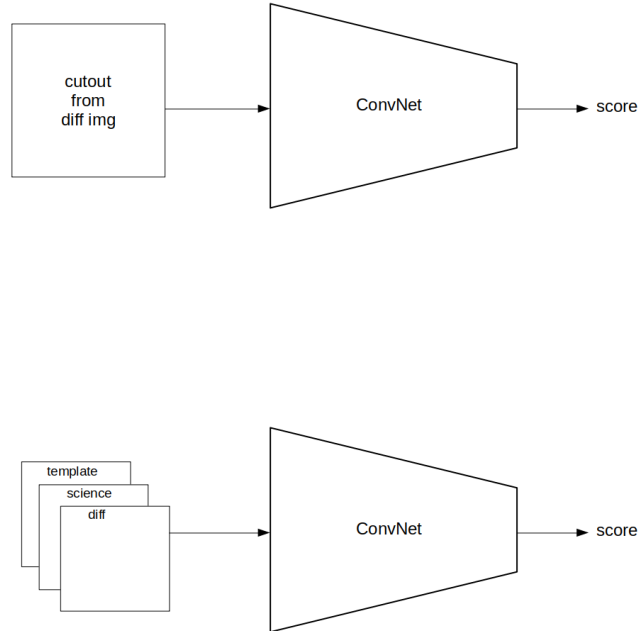 cutout
from
diff img
ConvNet
score
template
science
diff
ConvNet
score